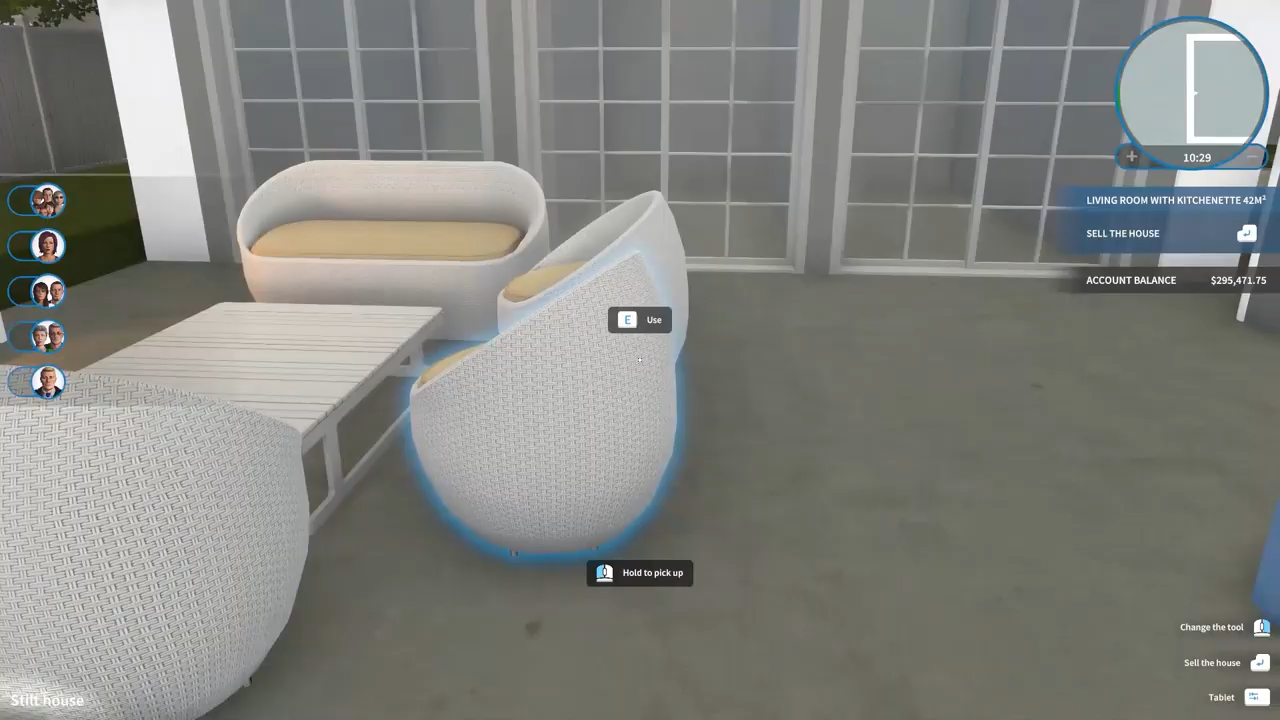 10:29
LIVING ROOM WITH KITCHENETTE 42M²
SELL THE HOUSE
ACCOUNT BALANCE $295,471.75
E Use
Hold to pick up
Change the tool
Sell the house
Tablet
Stilt house